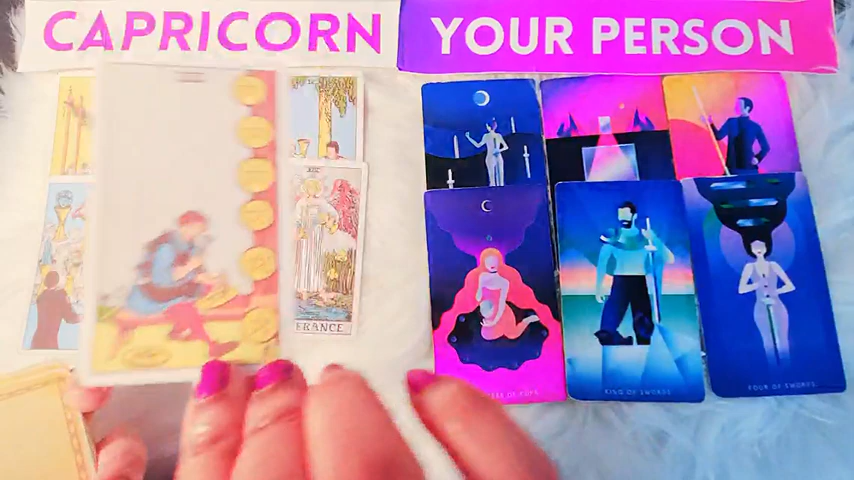 CAPRICORN
YOUR PERSON
KING OF SWORDS
FOUR OF SWORDS